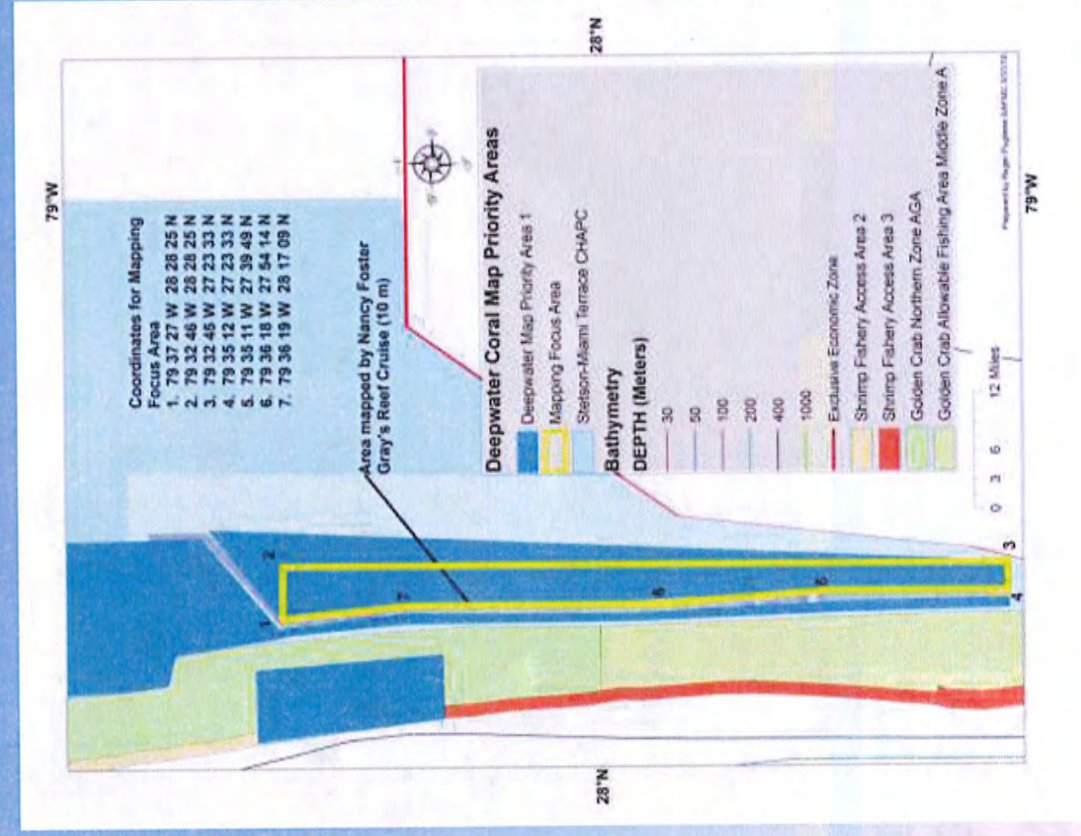 79°W
Coordinates for Mapping
Focus Area
1. 79 37 27 W 28 28 25 N
2. 79 32 46 W 28 28 25 N
3. 79 32 46 W 27 23 33 N
4. 79 35 12 W 27 23 33 N
5. 79 35 11 W 27 39 49 N
6. 79 36 18 W 27 54 14 N
7. 79 36 19 W 28 17 09 N
Area mapped by Nancy Foster
Gray's Reef Cruise (10 m)
28°N
28°N
1
2
7
6
5
4
3
Deepwater Coral Map Priority Areas
Deepwater Map Priority Area 1
Mapping Focus Area
Stetson-Miami Terrace CHAPC
Bathymetry
DEPTH (Meters)
30
50
100
200
400
1000
Exclusive Economic Zone
Shrimp Fishery Access Area 2
Shrimp Fishery Access Area 3
Golden Crab Northern Zone AGA
Golden Crab Allowable Fishing Area Middle Zone A
0 3 6 12 Miles
79°W